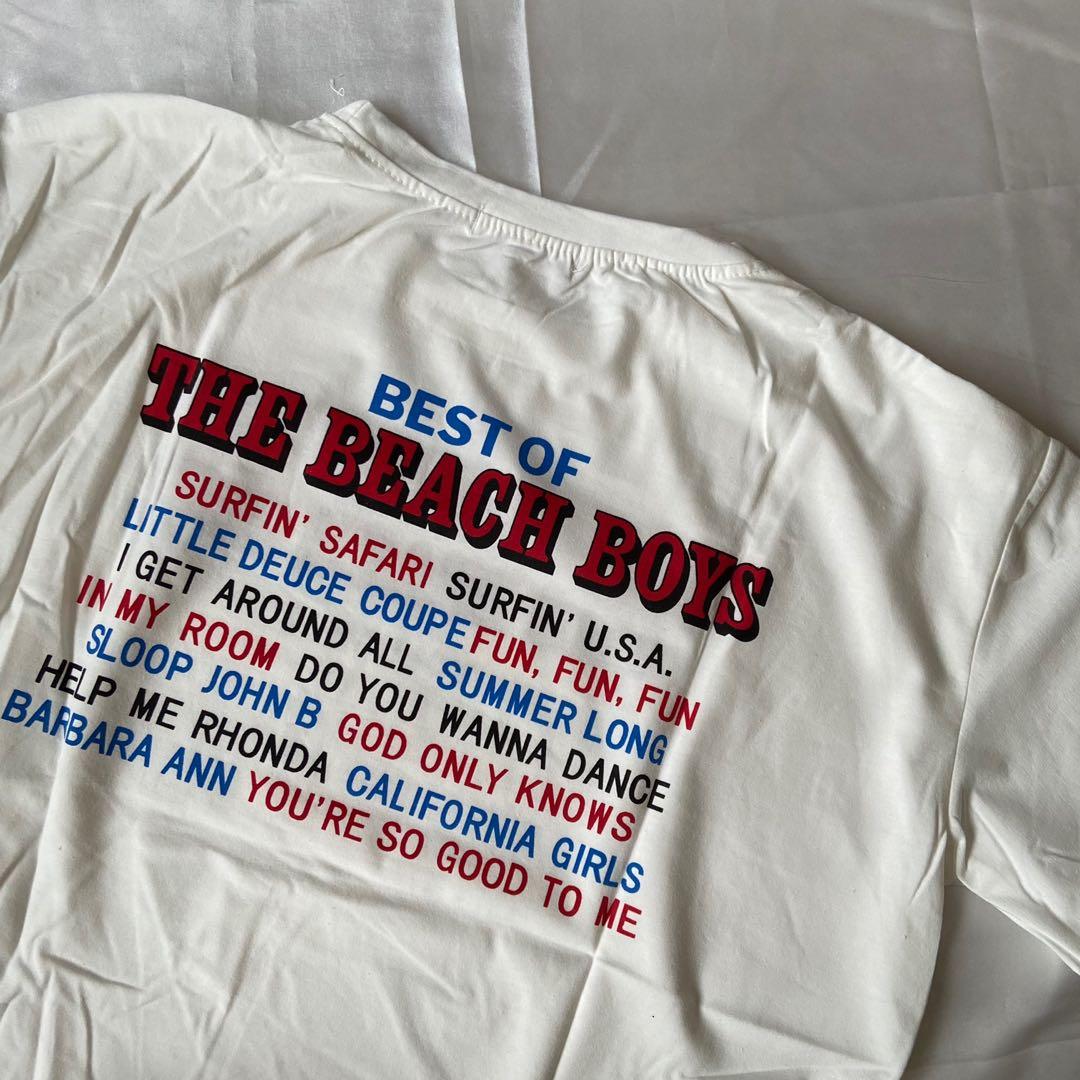 BEST OF
THE BEACH BOYS
SURFIN' SAFARI SURFIN' U.S.A.
LITTLE DEUCE COUPE FUN, FUN, FUN
I GET AROUND ALL SUMMER LONG
IN MY ROOM DO YOU WANNA DANCE
SLOOP JOHN B GOD ONLY KNOWS
HELP ME RHONDA CALIFORNIA GIRLS
BARBARA ANN YOU'RE SO GOOD TO ME